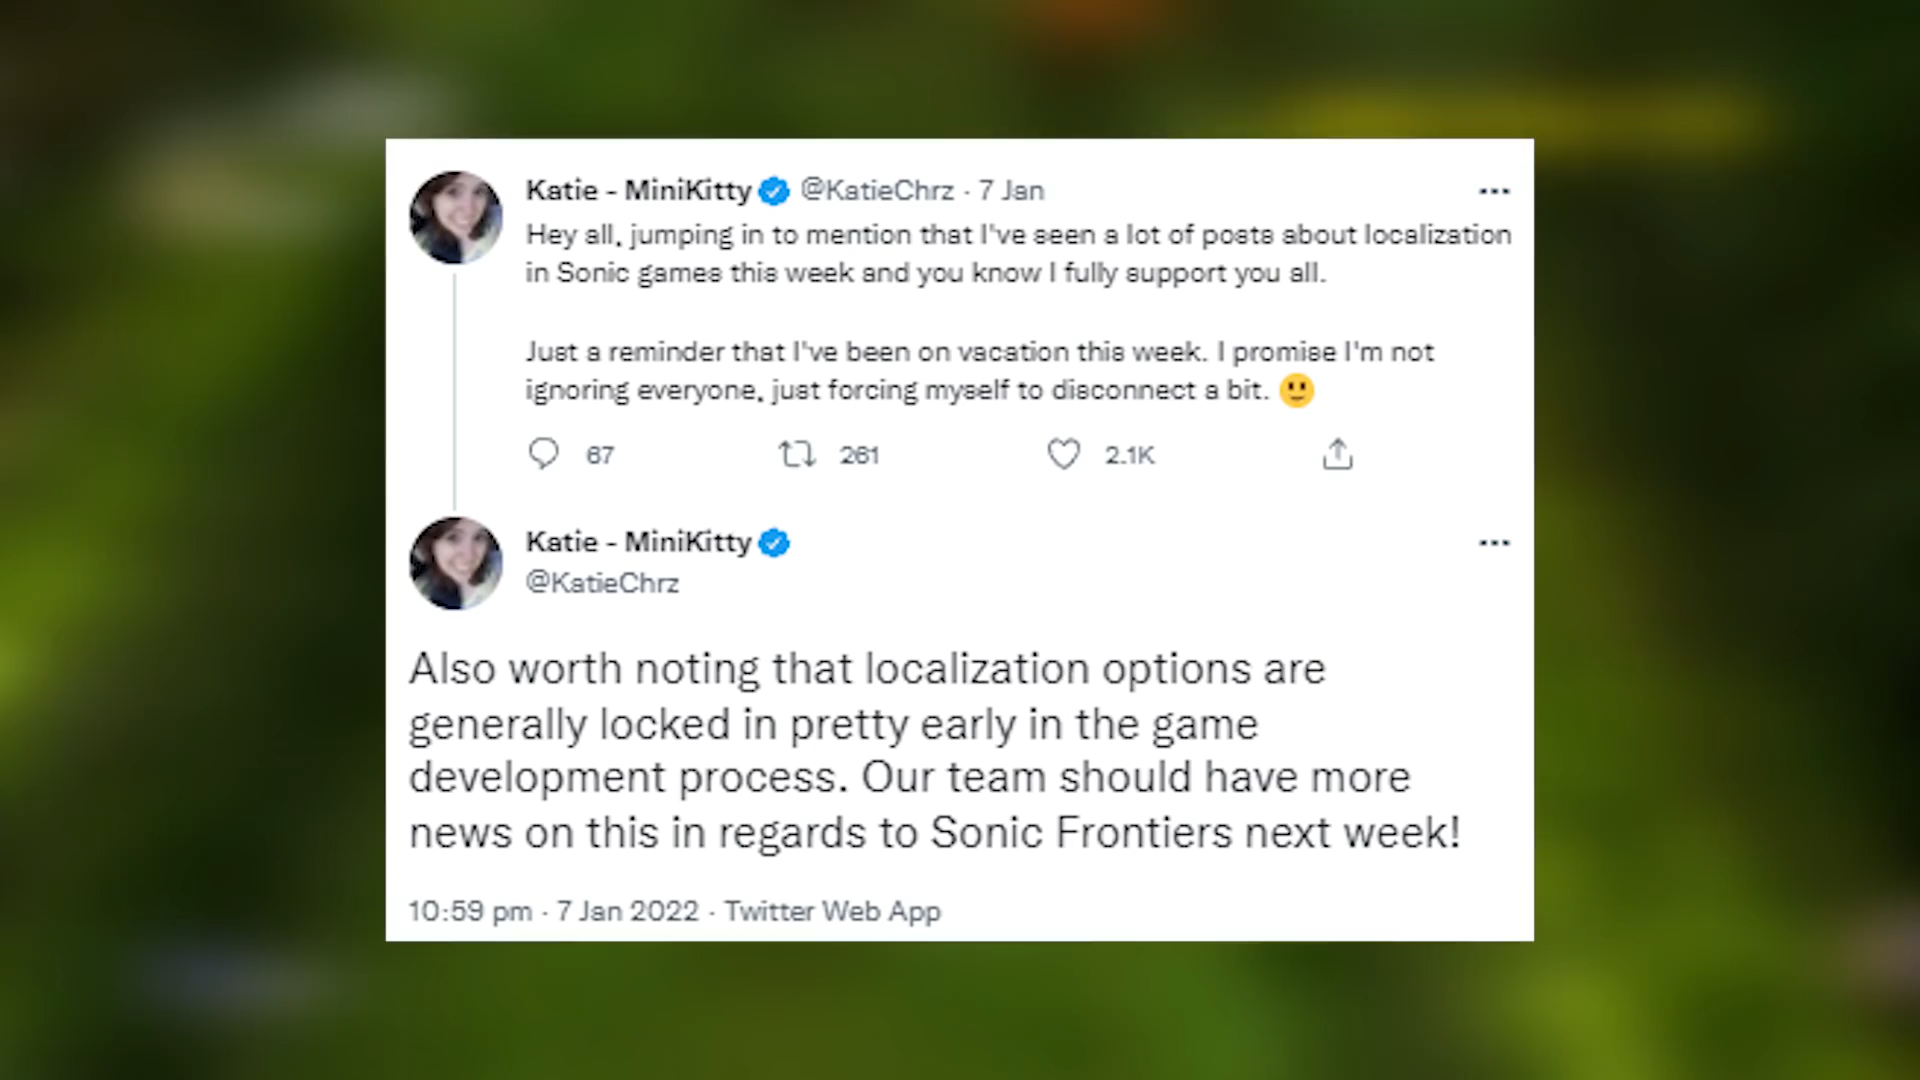 Katie - MiniKitty @KatieChrz · 7 Jan
Hey all, jumping in to mention that I've seen a lot of posts about localization
in Sonic games this week and you know I fully support you all.
Just a reminder that I've been on vacation this week. I promise I'm not
ignoring everyone, just forcing myself to disconnect a bit. 🙂
67 261 2.1K
Katie - MiniKitty
@KatieChrz
Also worth noting that localization options are
generally locked in pretty early in the game
development process. Our team should have more
news on this in regards to Sonic Frontiers next week!
10:59 pm · 7 Jan 2022 · Twitter Web App